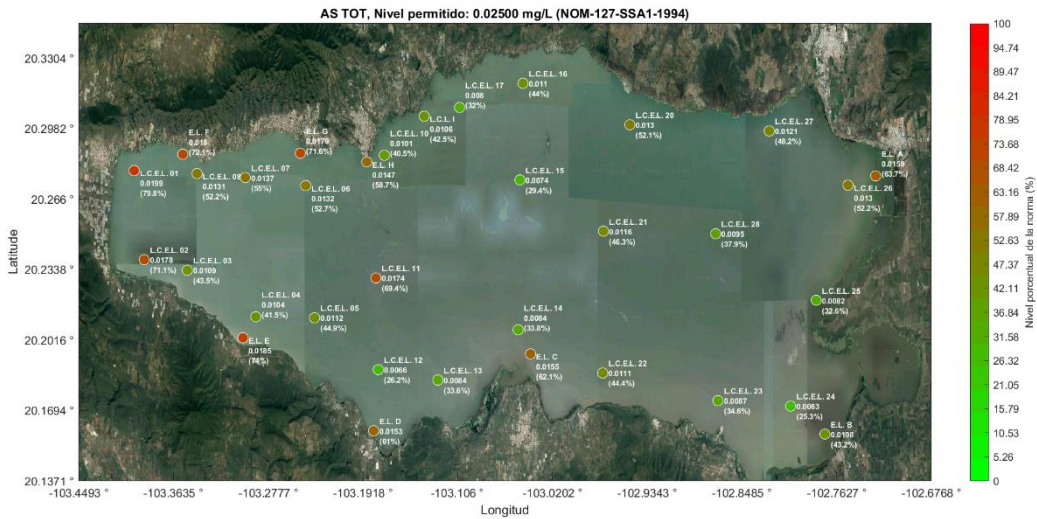 AS TOT, Nivel permitido: 0.02500 mg/L (NOM-127-SSA1-1994)
Latitude
20.3304 °
20.2982 °
20.266 °
20.2338 °
20.2016 °
20.1694 °
20.1371 °
L.C.E.L. 16
0.011
(44%)
L.C.E.L. 17
0.008
(32%)
L.C.L I
0.0106
(42.5%)
L.C.E.L. 10
0.0101
(40.5%)
E.L. H
0.0147
(58.7%)
E.L. G
0.0179
(71.6%)
E.L. F
0.018
(72.1%)
L.C.E.L. 01
0.0199
(79.8%)
L.C.E.L. 08
0.0131
(52.2%)
L.C.E.L. 07
0.0137
(55%)
L.C.E.L. 06
0.0132
(52.7%)
L.C.E.L. 15
0.0074
(29.4%)
L.C.E.L. 20
0.013
(52.1%)
L.C.E.L. 27
0.0121
(48.2%)
E.L. A
0.0159
(63.7%)
L.C.E.L. 26
0.013
(52.2%)
L.C.E.L. 21
0.0116
(46.3%)
L.C.E.L. 28
0.0095
(37.9%)
L.C.E.L. 02
0.0178
(71.1%)
L.C.E.L. 03
0.0109
(43.5%)
L.C.E.L. 11
0.0174
(69.4%)
L.C.E.L. 25
0.0082
(32.6%)
L.C.E.L. 04
0.0104
(41.5%)
L.C.E.L. 05
0.0112
(44.9%)
E.L. E
0.0185
(74%)
L.C.E.L. 14
0.0084
(33.8%)
E.L. C
0.0155
(62.1%)
L.C.E.L. 12
0.0066
(26.2%)
L.C.E.L. 13
0.0084
(33.6%)
L.C.E.L. 22
0.0111
(44.4%)
L.C.E.L. 23
0.0087
(34.6%)
L.C.E.L. 24
0.0063
(25.3%)
E.L. B
0.0108
(43.2%)
E.L. D
0.0153
(61%)
-103.4493 °
-103.3635 °
-103.2777 °
-103.1918 °
-103.106 °
-103.0202 °
-102.9343 °
-102.8485 °
-102.7627 °
-102.6768 °
Longitud
100
94.74
89.47
84.21
78.95
73.68
68.42
63.16
57.89
52.63
47.37
42.11
36.84
31.58
26.32
21.05
15.79
10.53
5.26
0
Nivel porcentual de la norma (%)